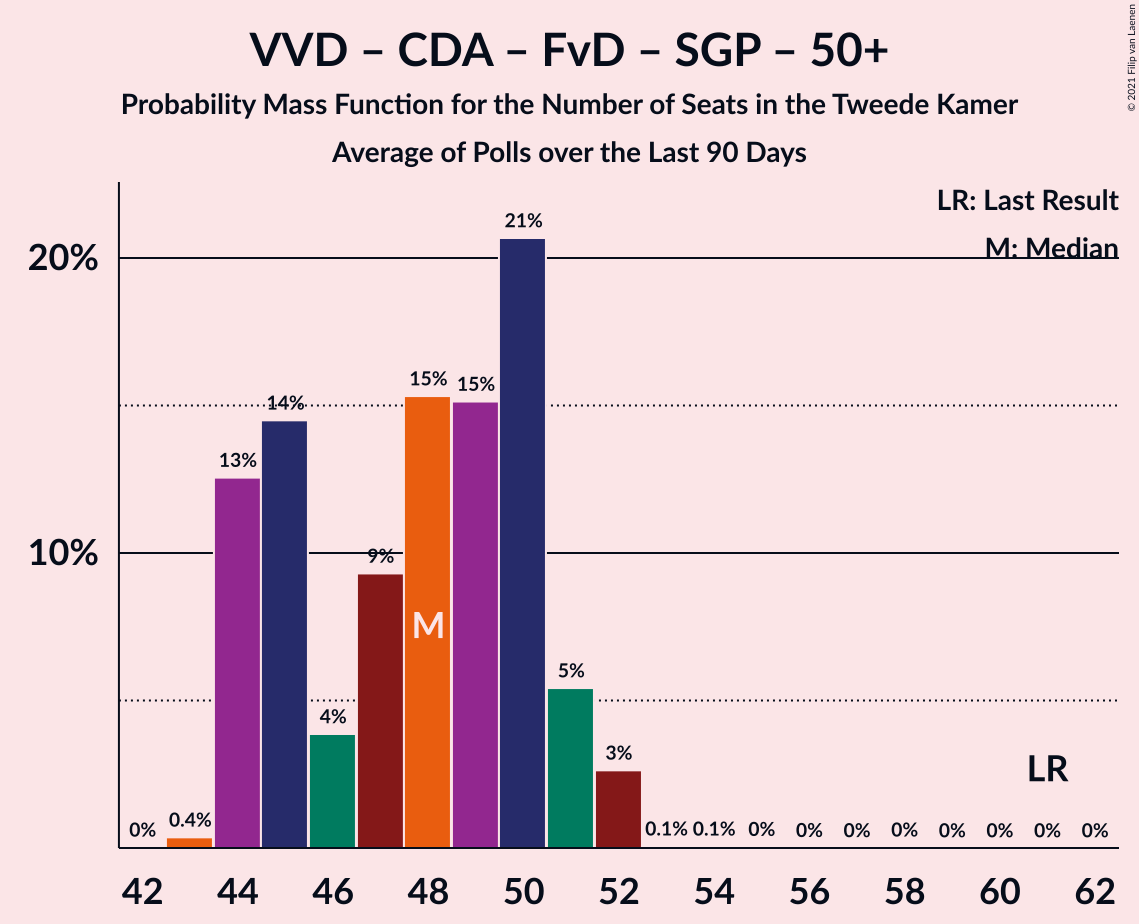 VVD – CDA – FvD – SGP – 50+
Probability Mass Function for the Number of Seats in the Tweede Kamer
Average of Polls over the Last 90 Days
© 2021 Filip van Laenen
LR: Last Result
M: Median
20%
10%
0% 0.4% 13% 14% 4% 9% 15% 15% 21% 5% 3% 0.1% 0.1% 0% 0% 0% 0% 0% 0% 0% 0%
M
LR
42 44 46 48 50 52 54 56 58 60 62